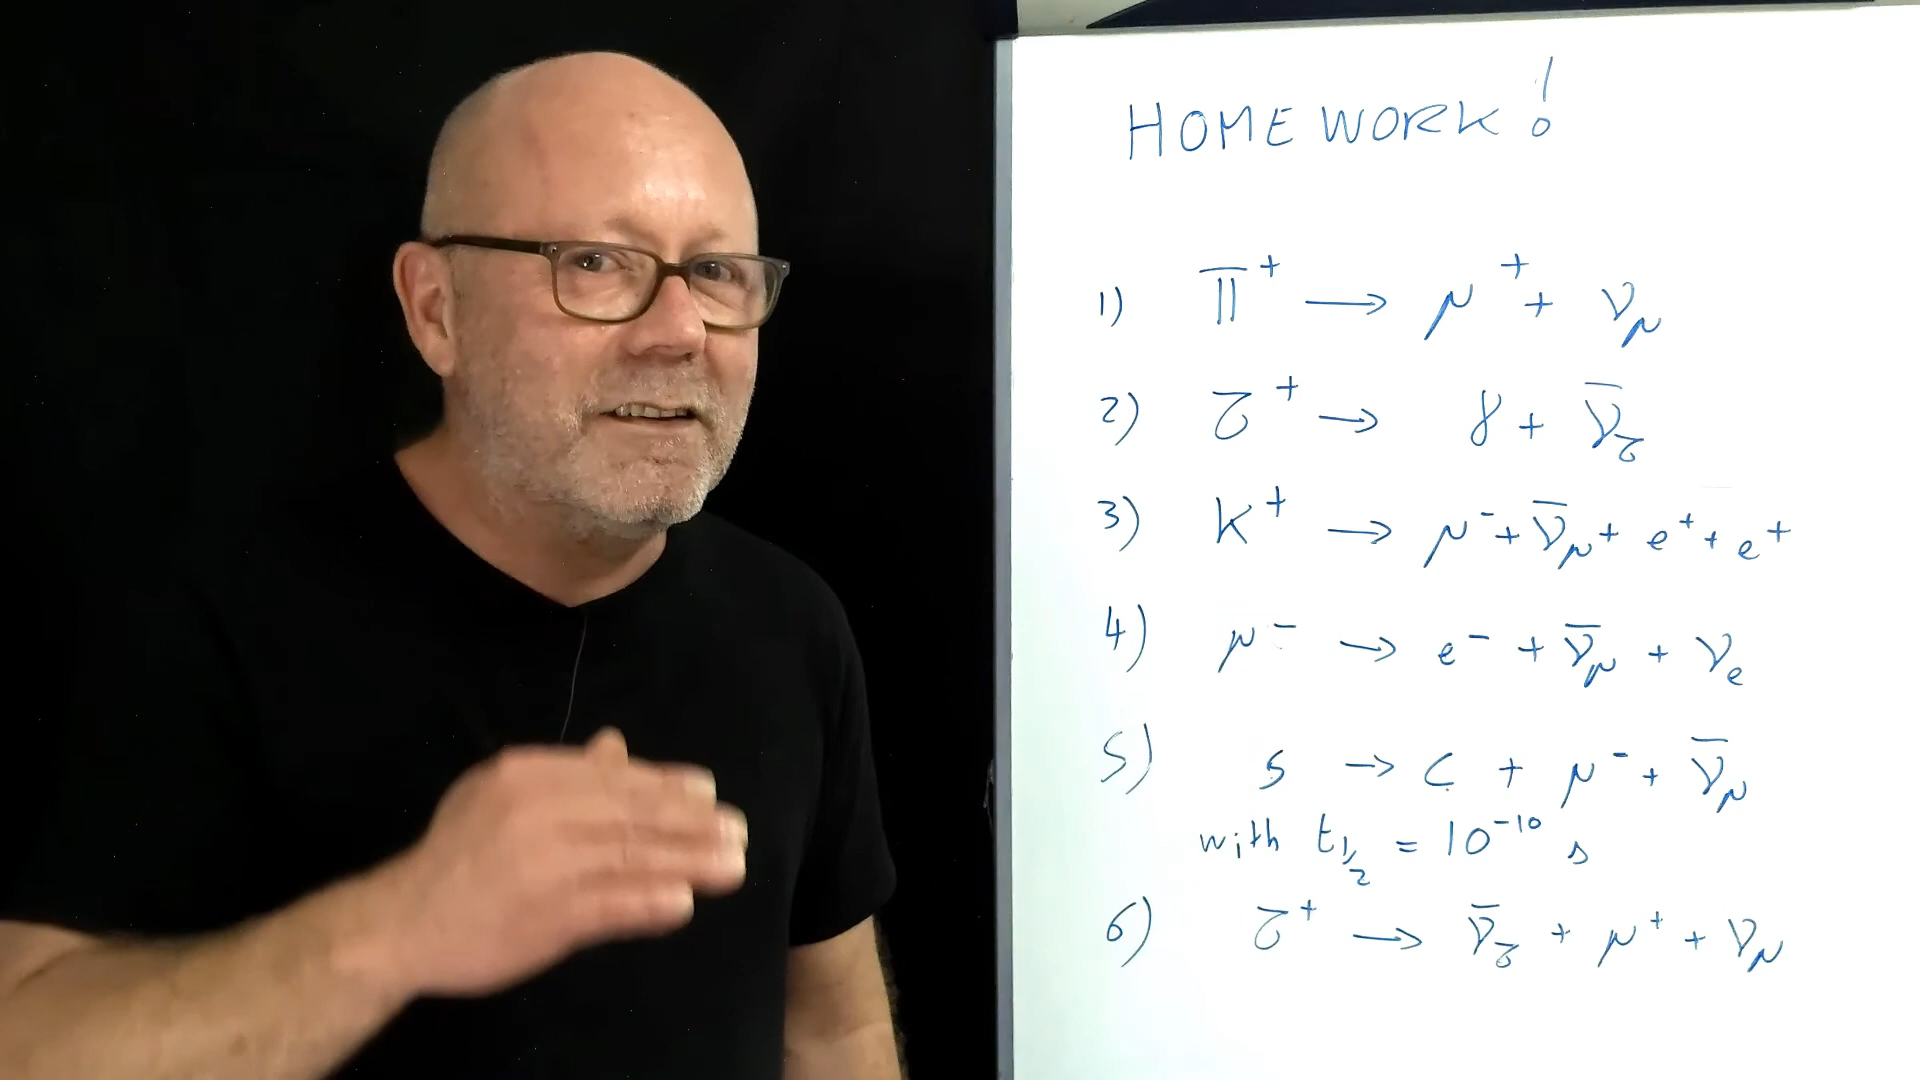 HOMEWORK!
1) π⁺ → μ⁺ + ν_μ
2) τ⁺ → γ + ν̄_τ
3) K⁺ → μ⁻ + ν̄_μ + e⁺ + e⁺
4) μ⁻ → e⁻ + ν̄_μ + ν_e
5) s → c + μ⁻ + ν̄_μ
with t_1/2 = 10⁻¹⁰ s
6) τ⁺ → ν̄_τ + μ⁺ + ν_μ